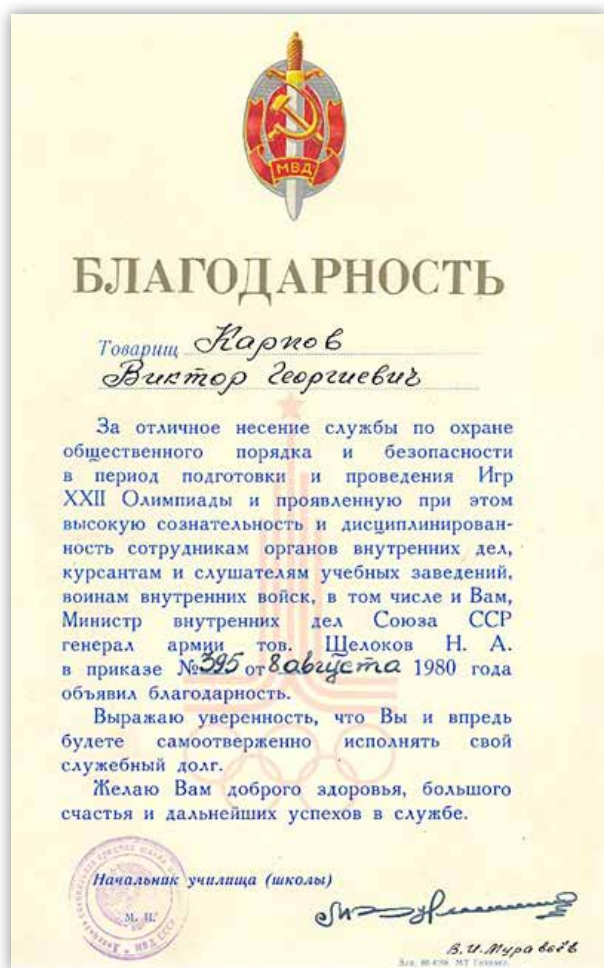 МВД
БЛАГОДАРНОСТЬ
Товарищ Карпов
Виктор Георгиевич
За отличное несение службы по охране
общественного порядка и безопасности
в период подготовки и проведения Игр
XXII Олимпиады и проявленную при этом
высокую сознательность и дисциплинирован-
ность сотрудникам органов внутренних дел,
курсантам и слушателям учебных заведений,
воинам внутренних войск, в том числе и Вам,
Министр внутренних дел Союза ССР
генерал армии тов. Щелоков Н. А.
в приказе № 395 от 8 августа 1980 года
объявил благодарность.
Выражаю уверенность, что Вы и впредь
будете самоотверженно исполнять свой
служебный долг.
Желаю Вам доброго здоровья, большого
счастья и дальнейших успехов в службе.
Начальник училища (школы)
М. П.
МВД СССР
В.И.Муравьёв